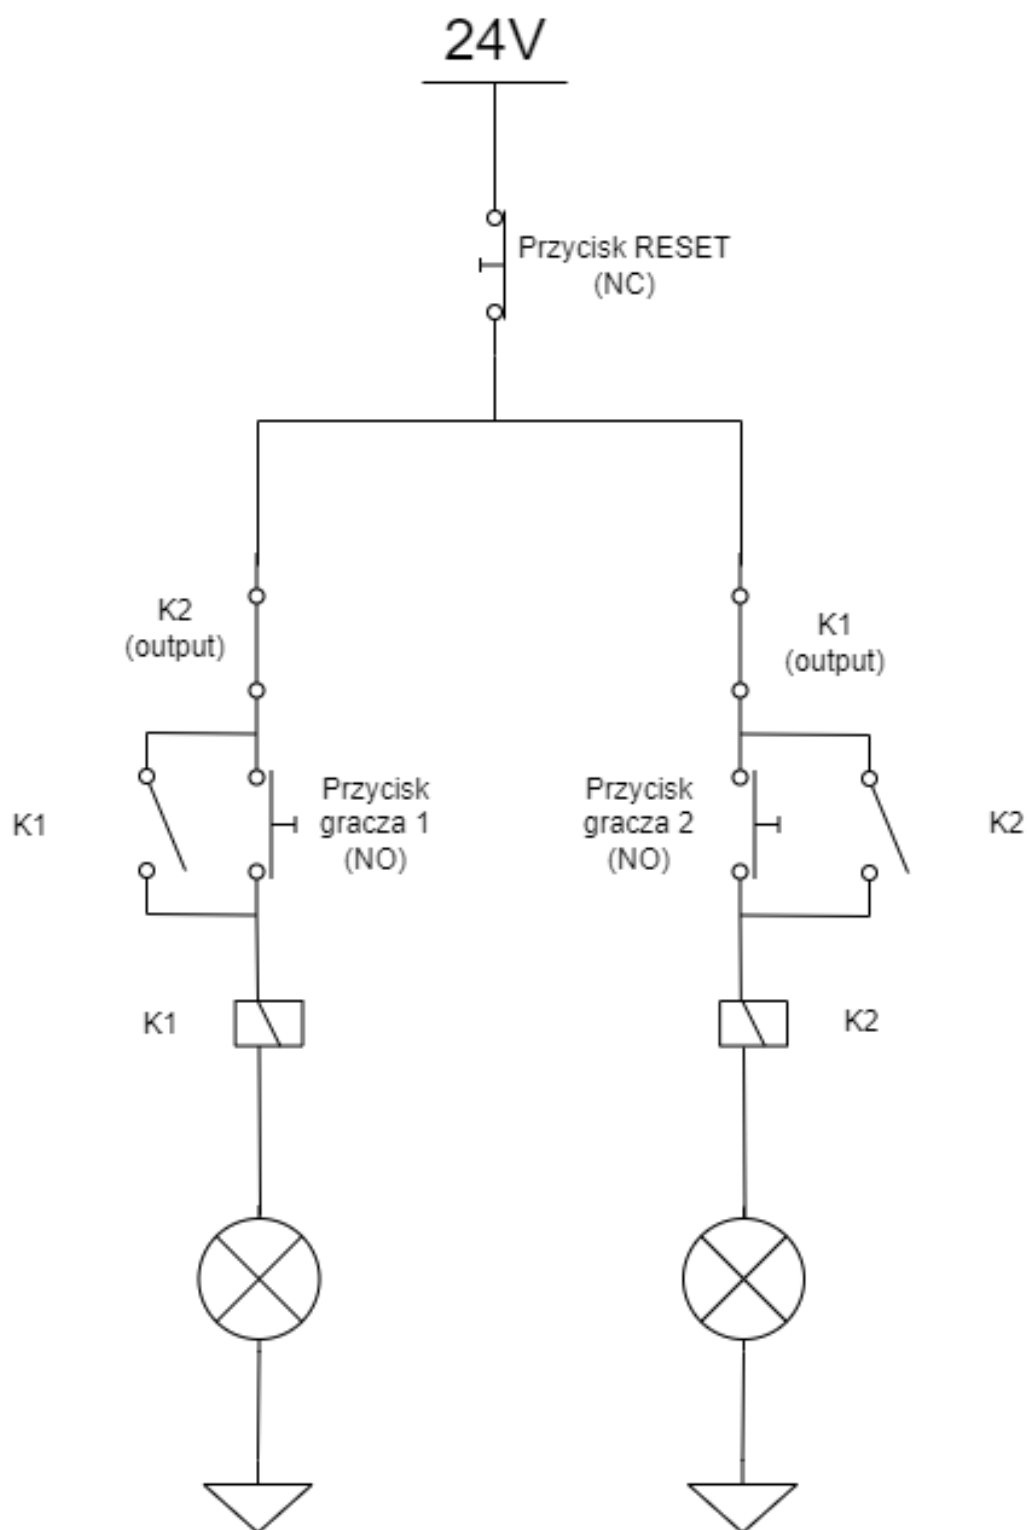 24V
Przycisk RESET
(NC)
K2
(output)
K1
(output)
K1
Przycisk
gracza 1
(NO)
Przycisk
gracza 2
(NO)
K2
K1
K2